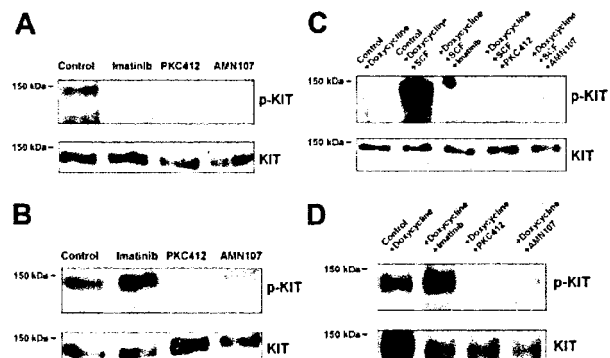 A
Control Imatinib PKC412 AMN107
150 kDa
p-KIT
150 kDa
KIT
B
Control Imatinib PKC412 AMN107
150 kDa
p-KIT
150 kDa
KIT
C
Control
+Doxycycline
Control
+Doxycycline
+SCF
+Doxycycline
+SCF
+Imatinib
+Doxycycline
+SCF
+PKC412
+Doxycycline
+SCF
+AMN107
150 kDa
p-KIT
150 kDa
KIT
D
Control
+Doxycycline
+Doxycycline
+Imatinib
+Doxycycline
+PKC412
+Doxycycline
+AMN107
150 kDa
p-KIT
150 kDa
KIT